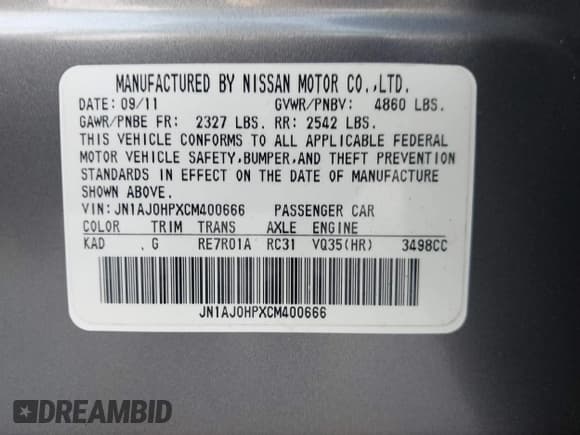 MANUFACTURED BY NISSAN MOTOR CO.,LTD.
DATE: 09/11 GVWR/PNBV: 4860 LBS.
GAWR/PNBE FR: 2327 LBS. RR: 2542 LBS.
THIS VEHICLE CONFORMS TO ALL APPLICABLE FEDERAL
MOTOR VEHICLE SAFETY,BUMPER,AND THEFT PREVENTION
STANDARDS IN EFFECT ON THE DATE OF MANUFACTURE
SHOWN ABOVE.
VIN:JN1AJ0HPXCM400666 PASSENGER CAR
COLOR TRIM TRANS AXLE ENGINE
KAD .G RE7R01A RC31 VQ35(HR) 3498CC
JN1AJ0HPXCM400666
DREAMBID